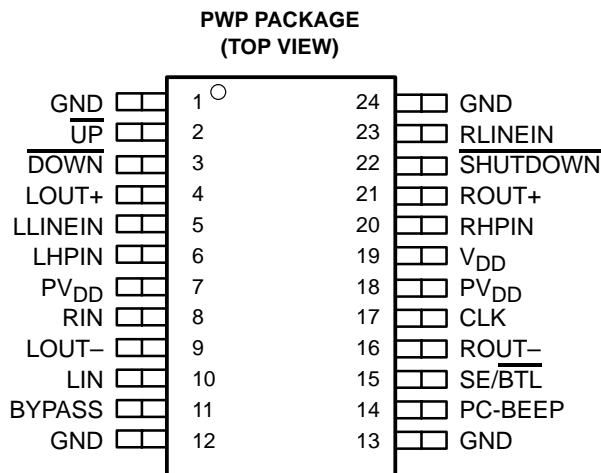 PWP PACKAGE
(TOP VIEW)
GND 1 24 GND
UP 2 23 RLINEIN
DOWN 3 22 SHUTDOWN
LOUT+ 4 21 ROUT+
LLINEIN 5 20 RHPIN
LHPIN 6 19 VDD
PVDD 7 18 PVDD
RIN 8 17 CLK
LOUT– 9 16 ROUT–
LIN 10 15 SE/BTL
BYPASS 11 14 PC-BEEP
GND 12 13 GND